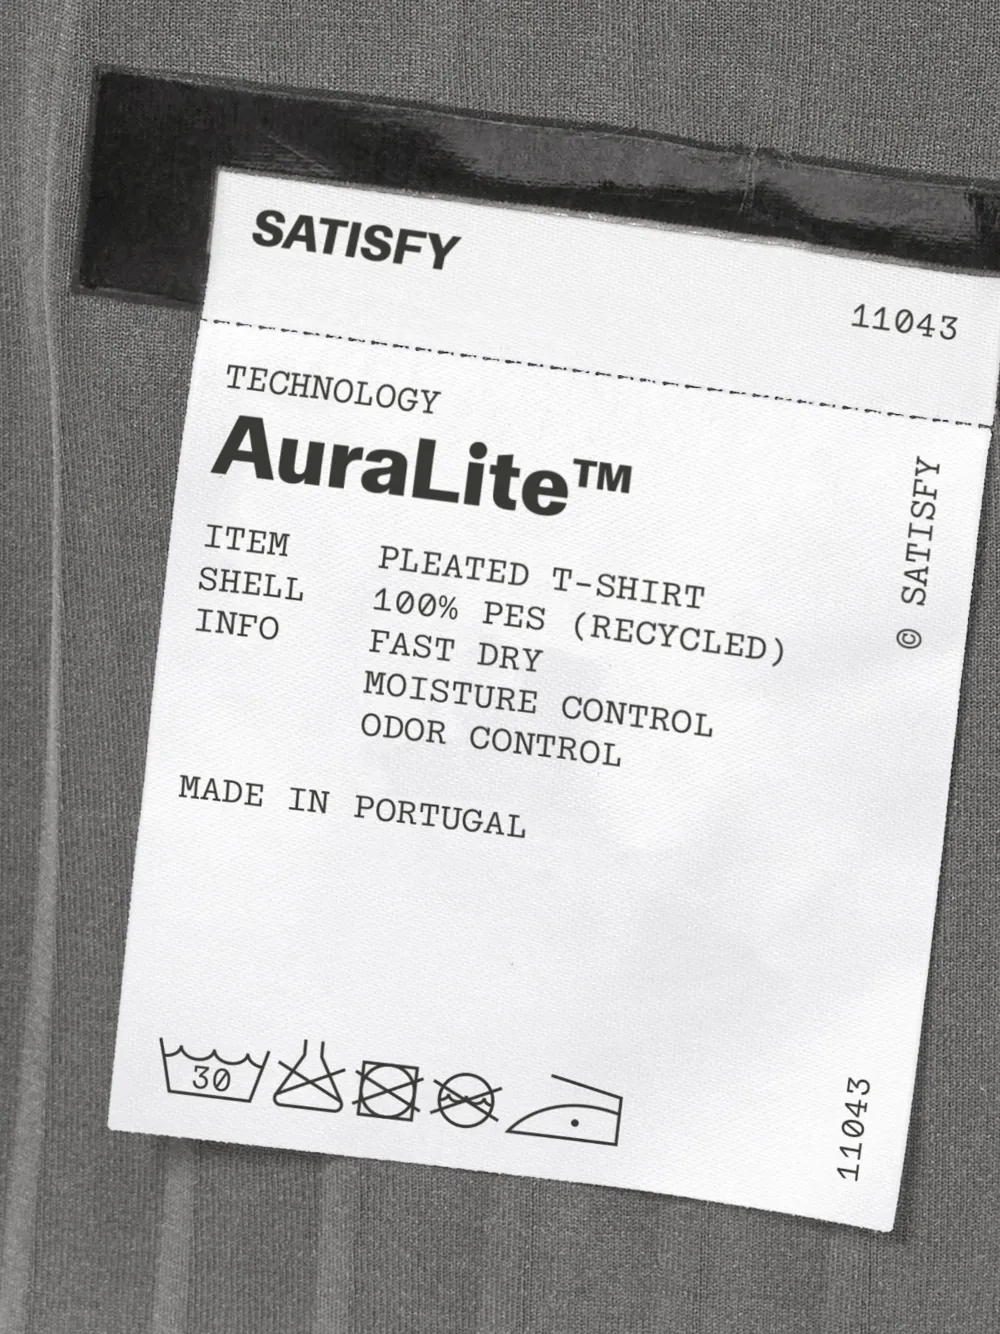 SATISFY
11043
TECHNOLOGY
AuraLite™
ITEM PLEATED T-SHIRT
SHELL 100% PES (RECYCLED)
INFO FAST DRY
MOISTURE CONTROL
ODOR CONTROL
MADE IN PORTUGAL
© SATISFY
30
11043